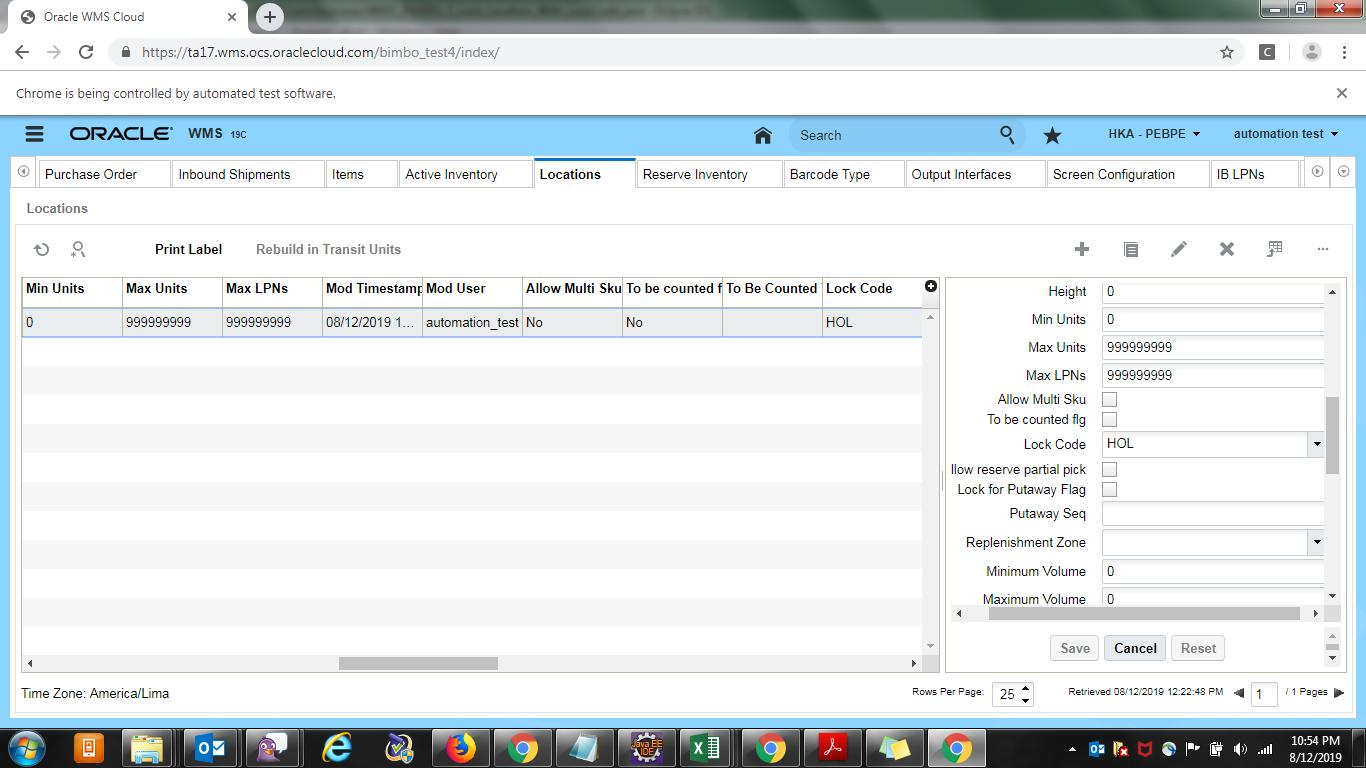 Oracle WMS Cloud
https://ta17.wms.ocs.oraclecloud.com/bimbo_test4/index/
C
Chrome is being controlled by automated test software.
ORACLE WMS 19C
Search
HKA - PEBPE
automation test
Purchase Order Inbound Shipments Items Active Inventory Locations Reserve Inventory Barcode Type Output Interfaces Screen Configuration IB LPNs
Locations
Print Label Rebuild in Transit Units
Min Units Max Units Max LPNs Mod Timestamp Mod User Allow Multi Sku To be counted f To Be Counted Lock Code
0 999999999 999999999 08/12/2019 1... automation_test No No HOL
Height 0
Min Units 0
Max Units 999999999
Max LPNs 999999999
Allow Multi Sku
To be counted flg
Lock Code HOL
llow reserve partial pick
Lock for Putaway Flag
Putaway Seq
Replenishment Zone
Minimum Volume 0
Maximum Volume 0
Save Cancel Reset
Time Zone: America/Lima
Rows Per Page: 25 Retrieved 08/12/2019 12:22:48 PM 1 / 1 Pages
Java EE
IDE
10:54 PM
8/12/2019